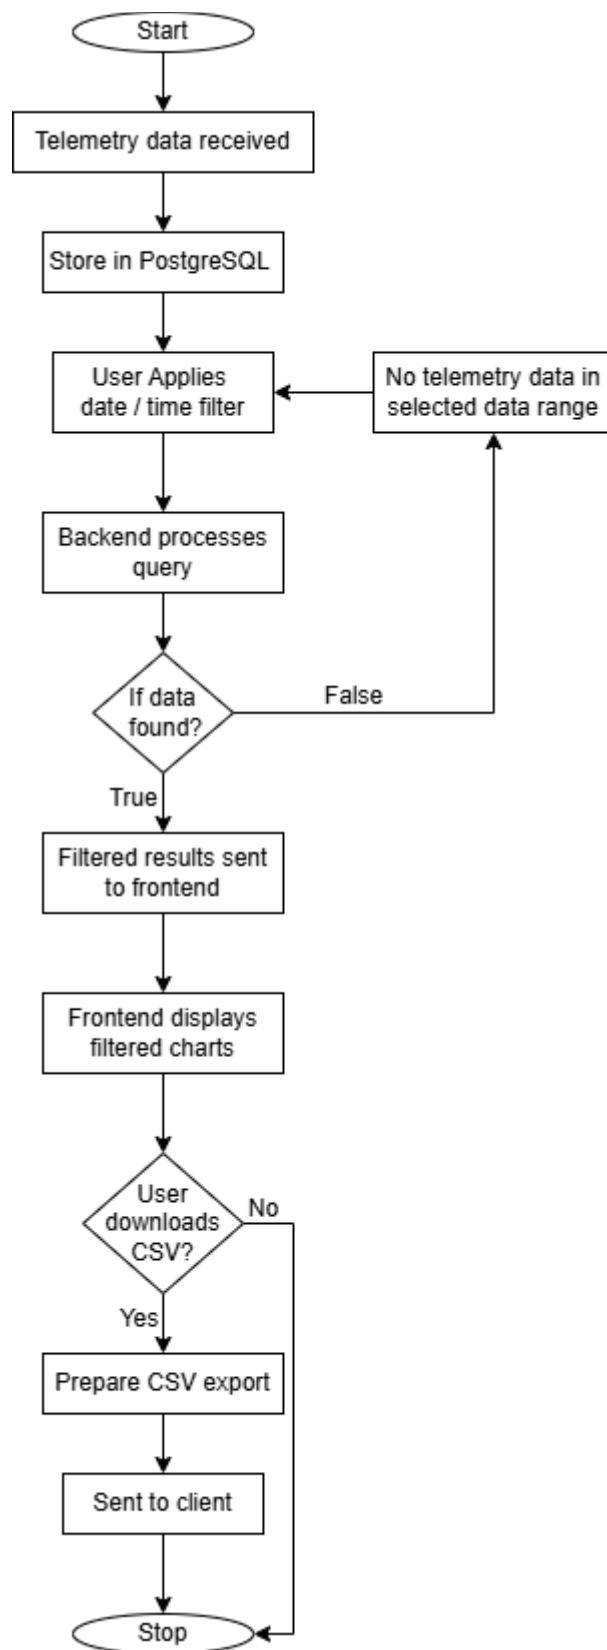 Start
Telemetry data received
Store in PostgreSQL
User Applies
date / time filter
No telemetry data in
selected data range
Backend processes
query
If data
found?
False
True
Filtered results sent
to frontend
Frontend displays
filtered charts
User
downloads
CSV?
No
Yes
Prepare CSV export
Sent to client
Stop